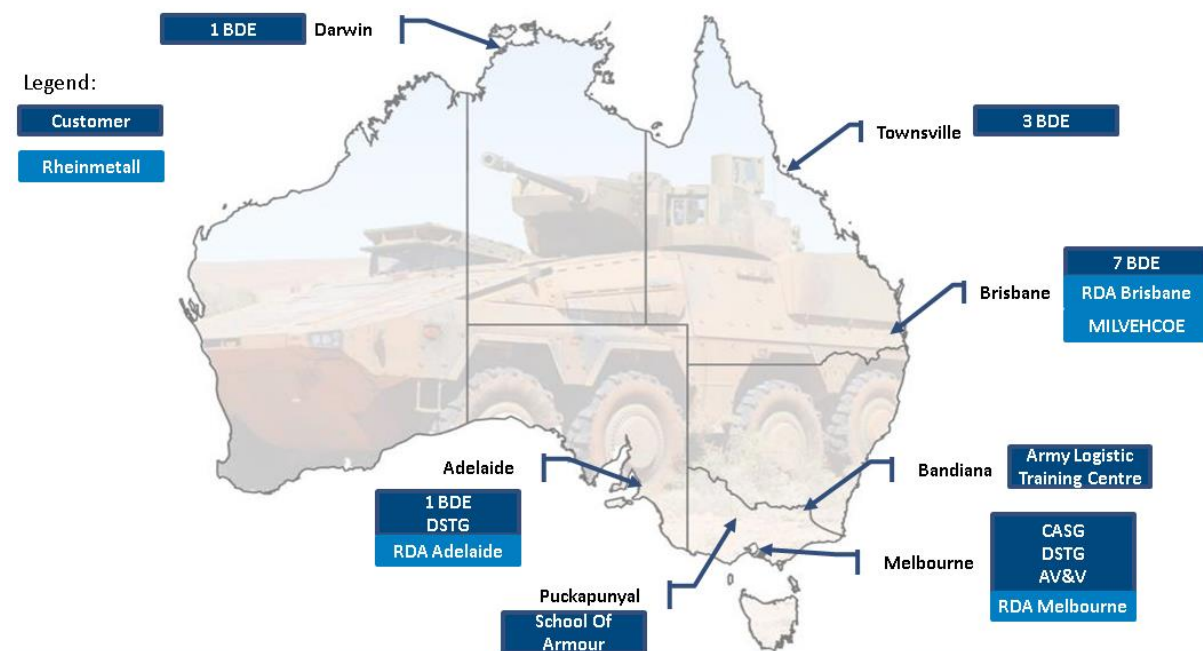 1 BDE
Darwin
Legend:
Customer
Rheinmetall
Townsville
3 BDE
Brisbane
7 BDE
RDA Brisbane
MILVEHCOE
Adelaide
1 BDE
DSTG
RDA Adelaide
Bandiana
Army Logistic
Training Centre
Melbourne
CASG
DSTG
AV&V
RDA Melbourne
Puckapunyal
School Of
Armour